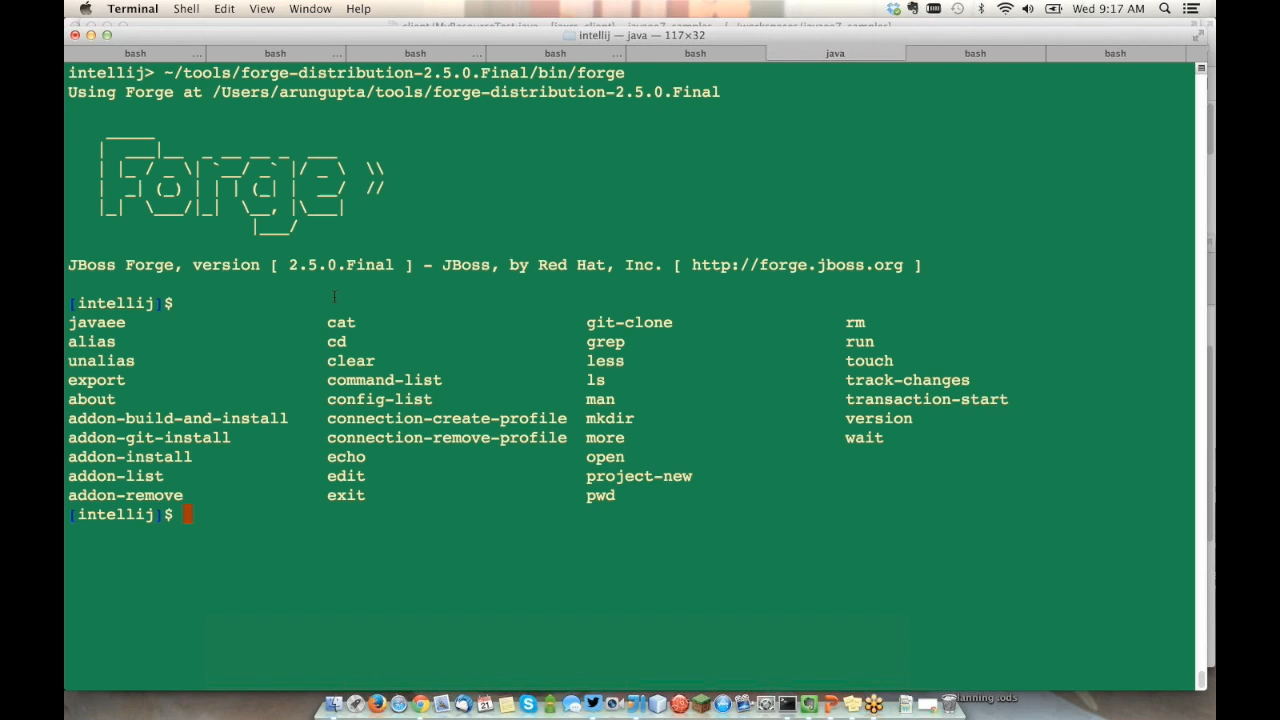 Terminal Shell Edit View Window Help Wed 9:17 AM
intellij — java — 117×32
bash ... bash ... bash ... bash ... bash java bash bash
intellij> ~/tools/forge-distribution-2.5.0.Final/bin/forge
Using Forge at /Users/arungupta/tools/forge-distribution-2.5.0.Final
Forge
JBoss Forge, version [ 2.5.0.Final ] - JBoss, by Red Hat, Inc. [ http://forge.jboss.org ]
[intellij]$
javaee cat git-clone rm
alias cd grep run
unalias clear less touch
export command-list ls track-changes
about config-list man transaction-start
addon-build-and-install connection-create-profile mkdir version
addon-git-install connection-remove-profile more wait
addon-install echo open
addon-list edit project-new
addon-remove exit pwd
[intellij]$